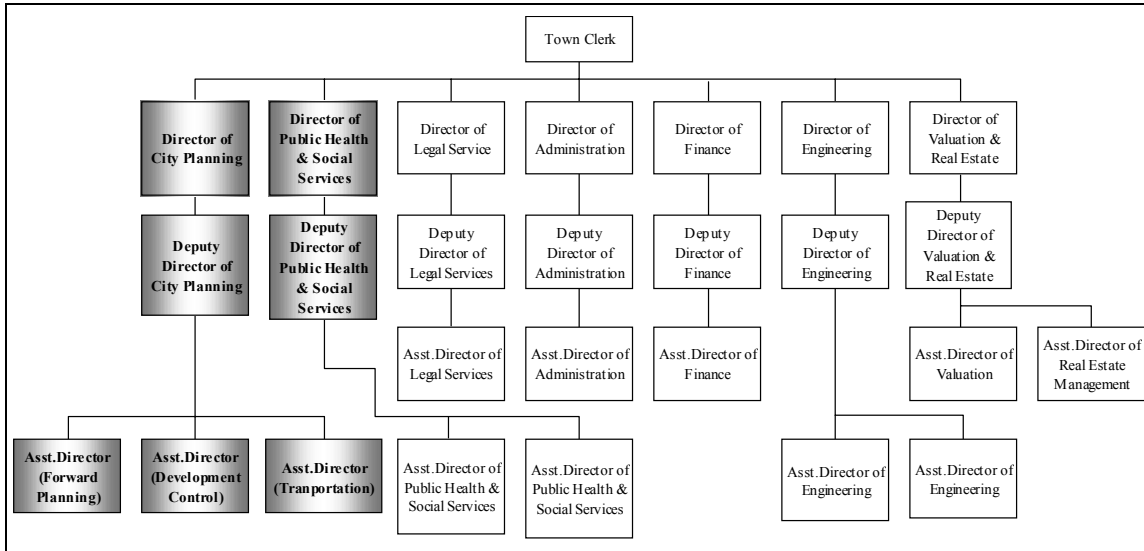 Town Clerk
Director of
City Planning
Director of
Public Health
& Social
Services
Director of
Legal Service
Director of
Administration
Director of
Finance
Director of
Engineering
Director of
Valuation &
Real Estate
Deputy
Director of
City Planning
Deputy
Director of
Public Health
& Social
Services
Deputy
Director of
Legal Services
Deputy
Director of
Administration
Deputy
Director of
Finance
Deputy
Director of
Engineering
Deputy
Director of
Valuation &
Real Estate
Asst.Director of
Legal Services
Asst.Director of
Administration
Asst.Director of
Finance
Asst.Director of
Valuation
Asst.Director of
Real Estate
Management
Asst.Director
(Forward
Planning)
Asst.Director
(Development
Control)
Asst.Director
(Tranportation)
Asst.Director of
Public Health &
Social Services
Asst.Director of
Public Health &
Social Services
Asst.Director of
Engineering
Asst.Director of
Engineering